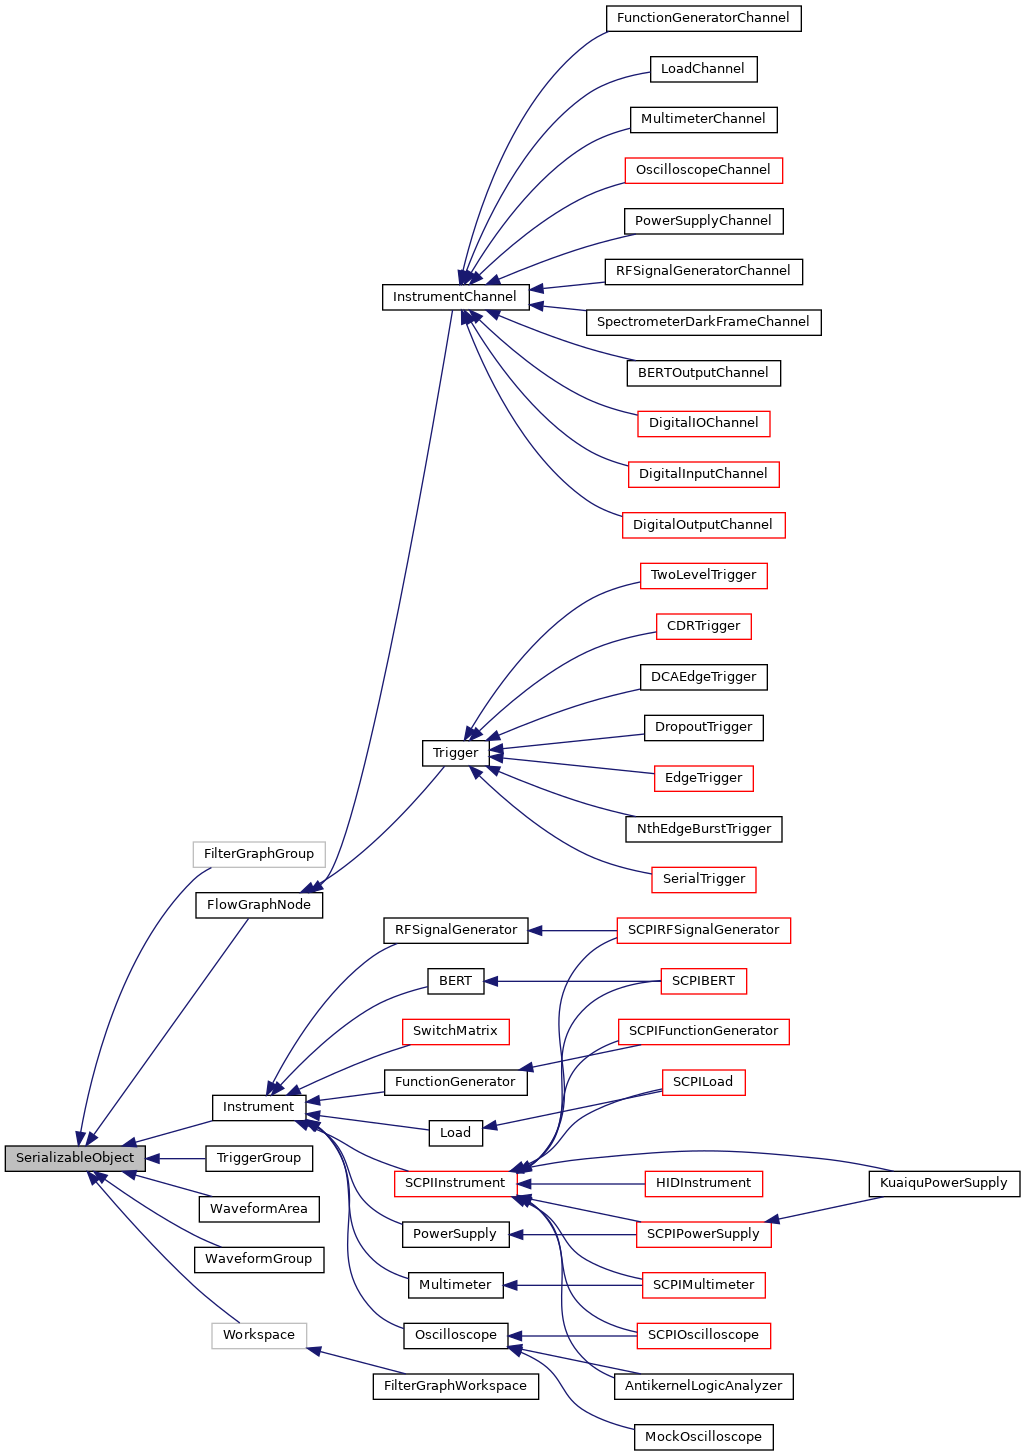 FunctionGeneratorChannel
LoadChannel
MultimeterChannel
OscilloscopeChannel
PowerSupplyChannel
RFSignalGeneratorChannel
InstrumentChannel
SpectrometerDarkFrameChannel
BERTOutputChannel
DigitalIOChannel
DigitalInputChannel
DigitalOutputChannel
TwoLevelTrigger
CDRTrigger
DCAEdgeTrigger
DropoutTrigger
Trigger
EdgeTrigger
NthEdgeBurstTrigger
FilterGraphGroup
SerialTrigger
FlowGraphNode
RFSignalGenerator
SCPIRFSignalGenerator
BERT
SCPIBERT
SwitchMatrix
SCPIFunctionGenerator
FunctionGenerator
SCPILoad
Instrument
Load
SerializableObject
TriggerGroup
SCPIInstrument
HIDInstrument
KuaiquPowerSupply
WaveformArea
PowerSupply
SCPIPowerSupply
WaveformGroup
Multimeter
SCPIMultimeter
Workspace
Oscilloscope
SCPIOscilloscope
FilterGraphWorkspace
AntikernelLogicAnalyzer
MockOscilloscope